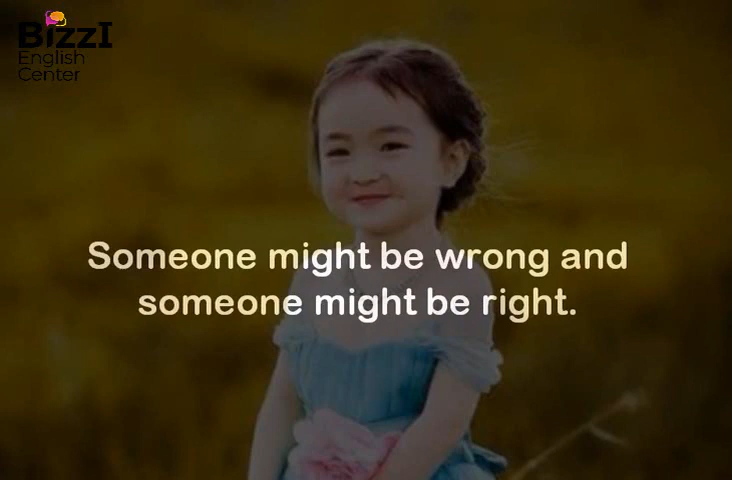 BizzI
English
Center
Someone might be wrong and
someone might be right.